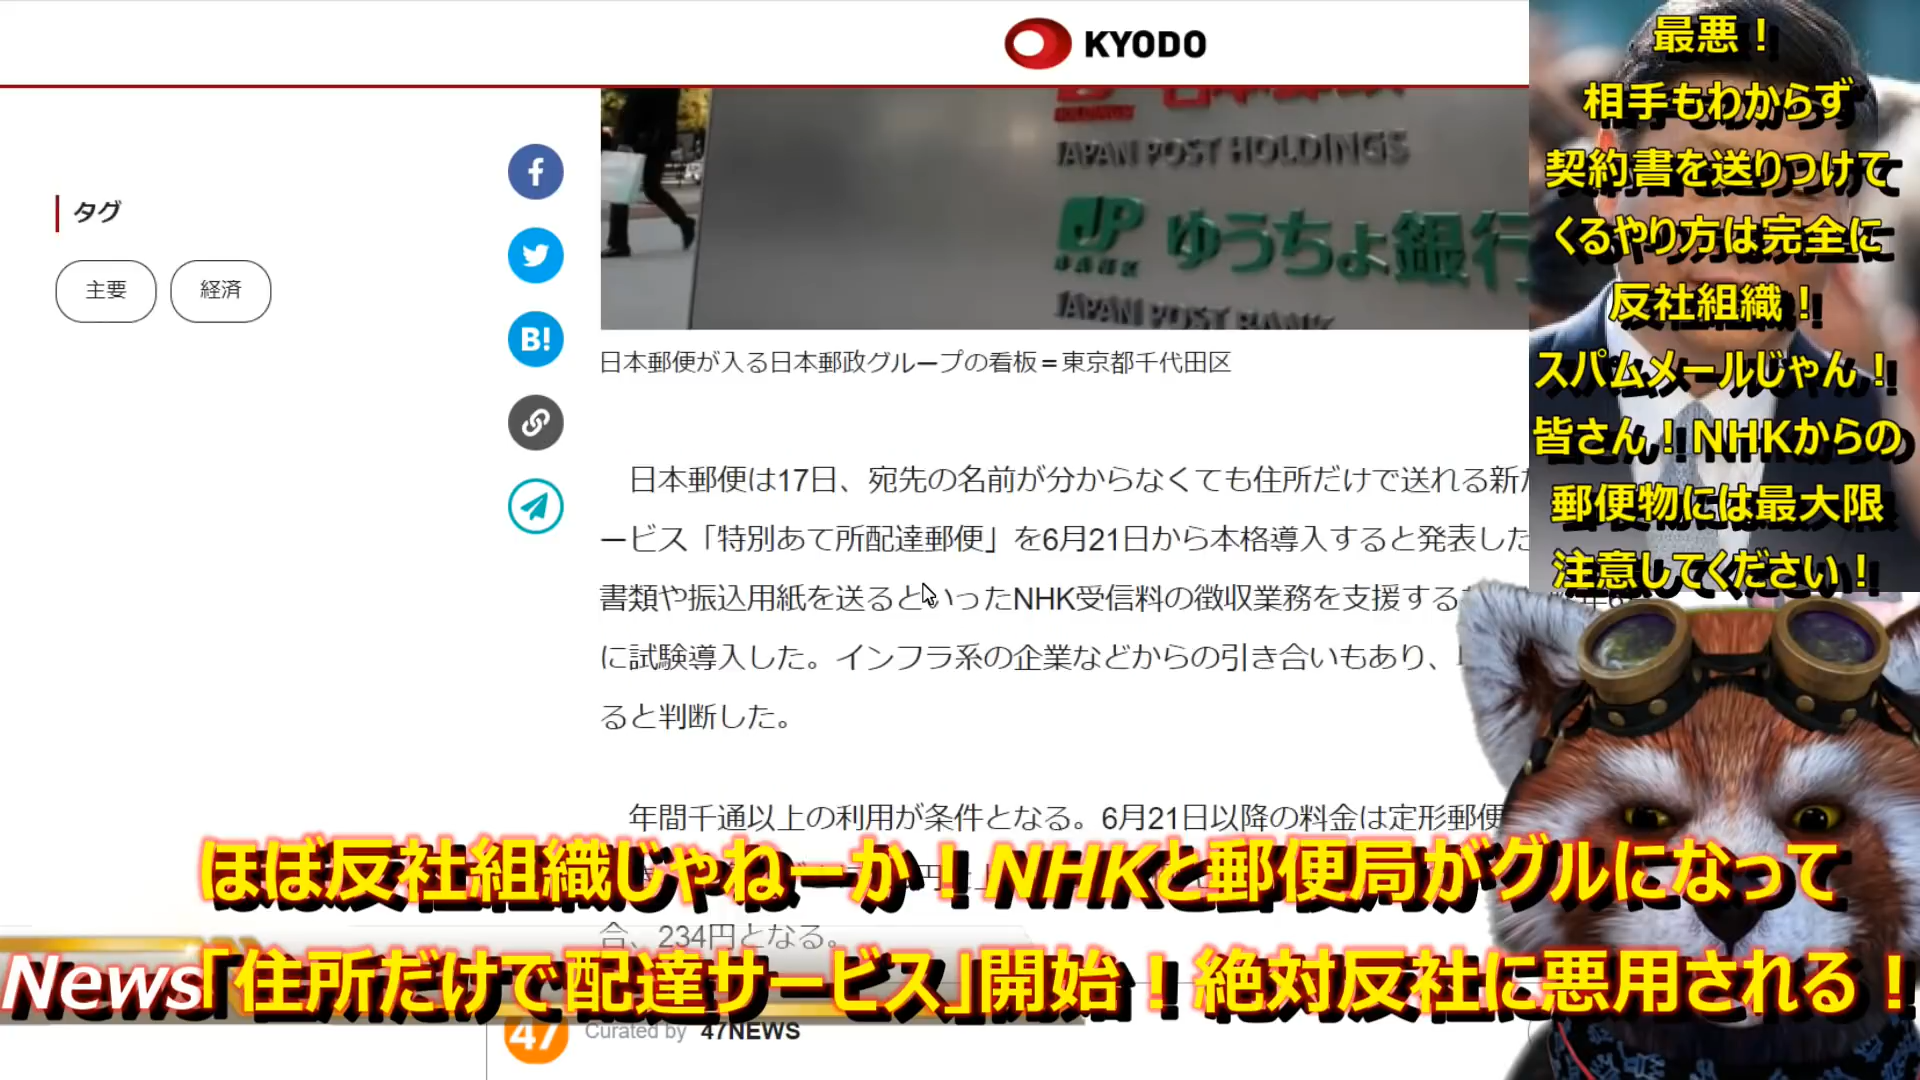 KYODO
タグ
主要
経済
B!
JAPAN POST HOLDINGS
JP
BANK
ゆうちょ銀行
JAPAN POST BANK
日本郵便が入る日本郵政グループの看板＝東京都千代田区
日本郵便は17日、宛先の名前が分からなくても住所だけで送れる新た
ービス「特別あて所配達郵便」を6月21日から本格導入すると発表した
書類や振込用紙を送るといったNHK受信料の徴収業務を支援する
に試験導入した。インフラ系の企業などからの引き合いもあり、
ると判断した。
年間千通以上の利用が条件となる。6月21日以降の料金は定形郵便
合、234円となる。
47
Curated by 47NEWS
最悪！
相手もわからず
契約書を送りつけて
くるやり方は完全に
反社組織！
スパムメールじゃん！
皆さん！NHKからの
郵便物には最大限
注意してください！
ほぼ反社組織じゃねーか！NHKと郵便局がグルになって
News
「住所だけで配達サービス」開始！絶対反社に悪用される！